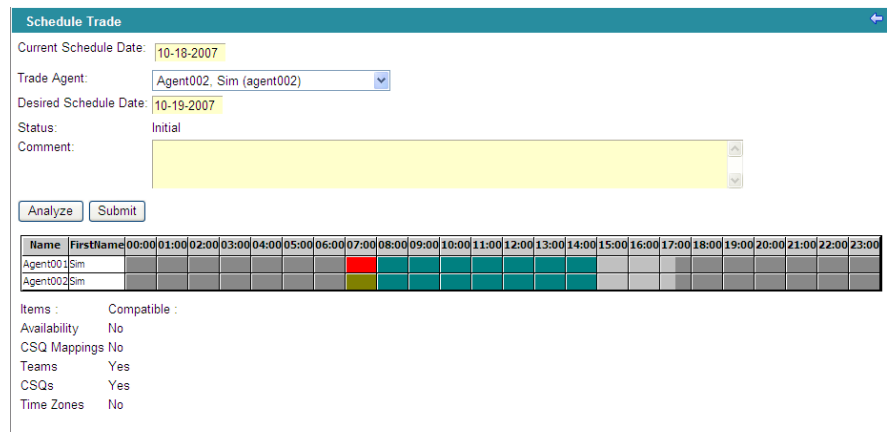 Schedule Trade
Current Schedule Date: 10-18-2007
Trade Agent: Agent002, Sim (agent002)
Desired Schedule Date: 10-19-2007
Status: Initial
Comment:
Analyze Submit
Name FirstName 00:00 01:00 02:00 03:00 04:00 05:00 06:00 07:00 08:00 09:00 10:00 11:00 12:00 13:00 14:00 15:00 16:00 17:00 18:00 19:00 20:00 21:00 22:00 23:00
Agent001 Sim
Agent002 Sim
Items : Compatible :
Availability No
CSQ Mappings No
Teams Yes
CSQs Yes
Time Zones No